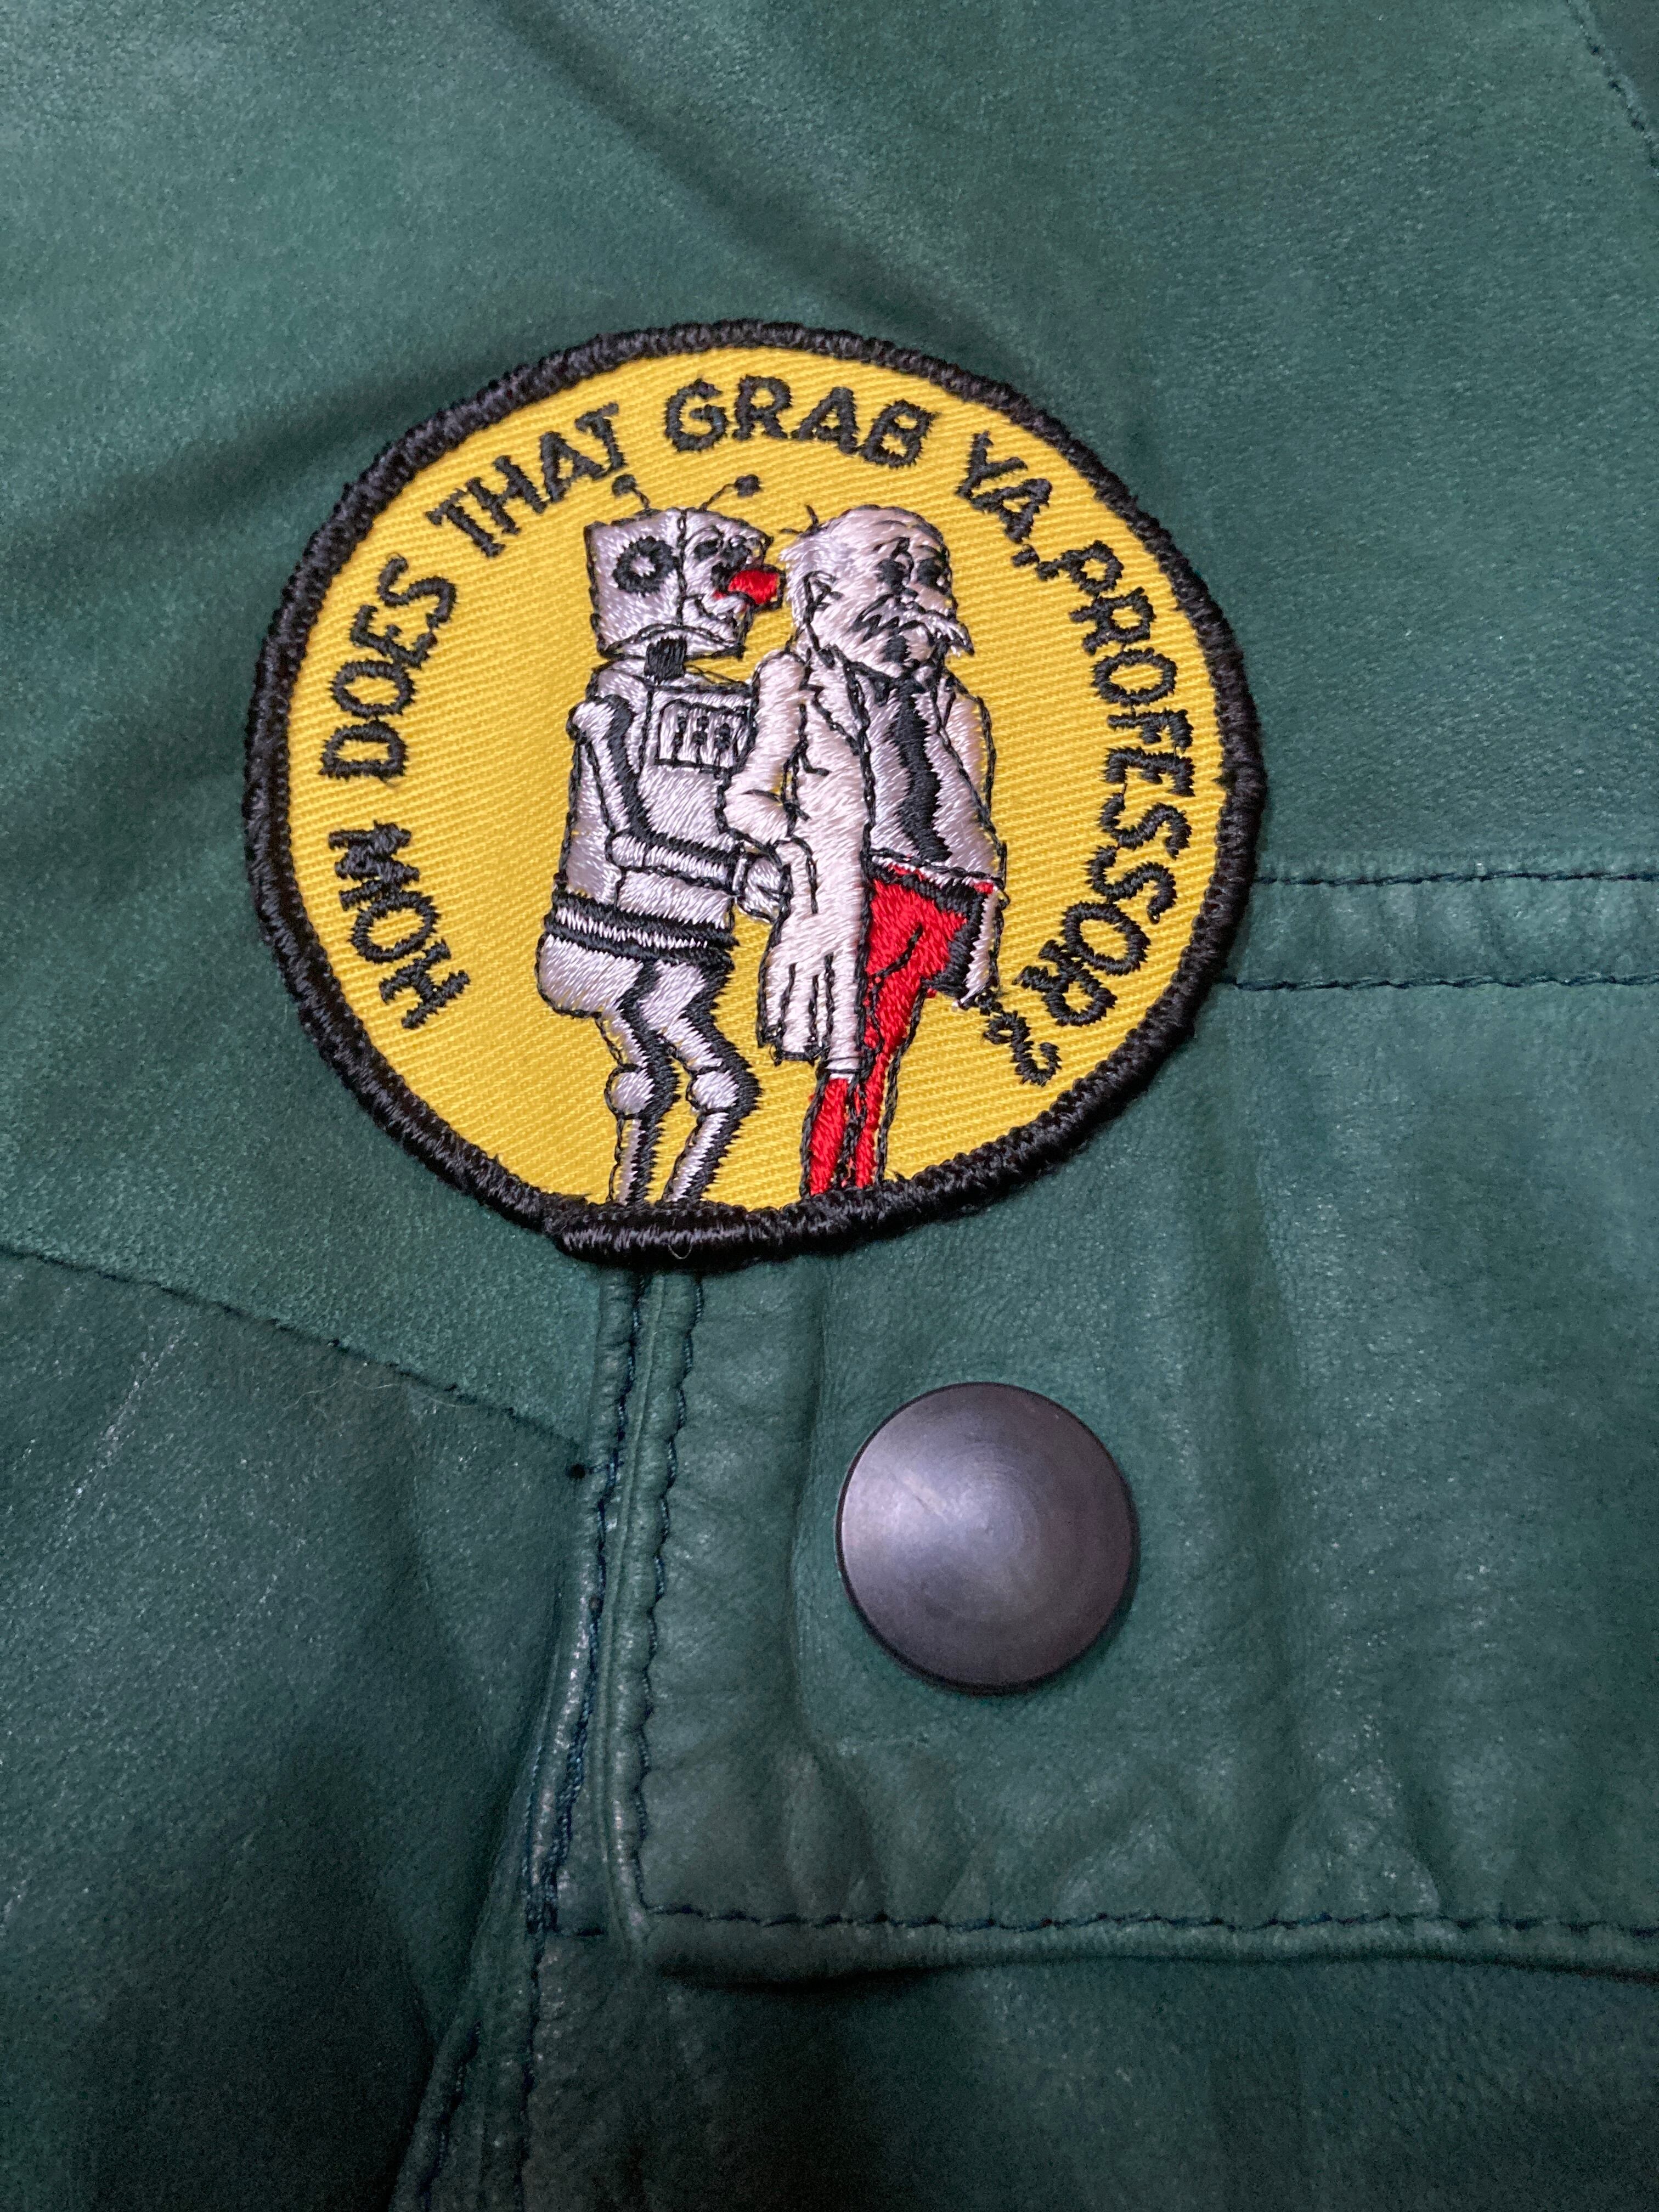 HOW DOES THAT GRAB YA, PROFESSOR?